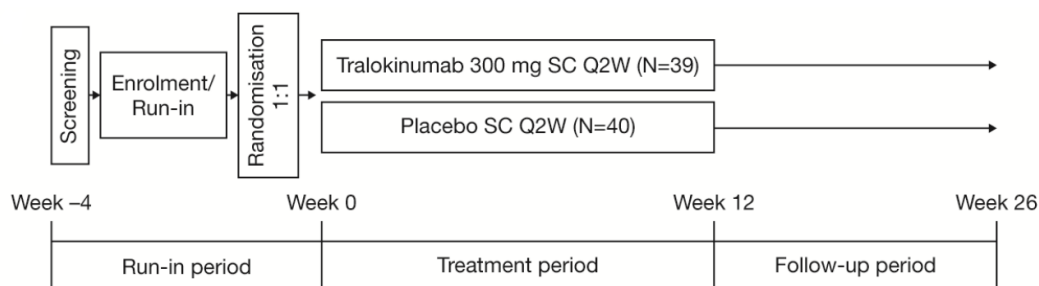 Screening
Enrolment/
Run-in
Randomisation
1:1
Tralokinumab 300 mg SC Q2W (N=39)
Placebo SC Q2W (N=40)
Week –4
Week 0
Week 12
Week 26
Run-in period
Treatment period
Follow-up period